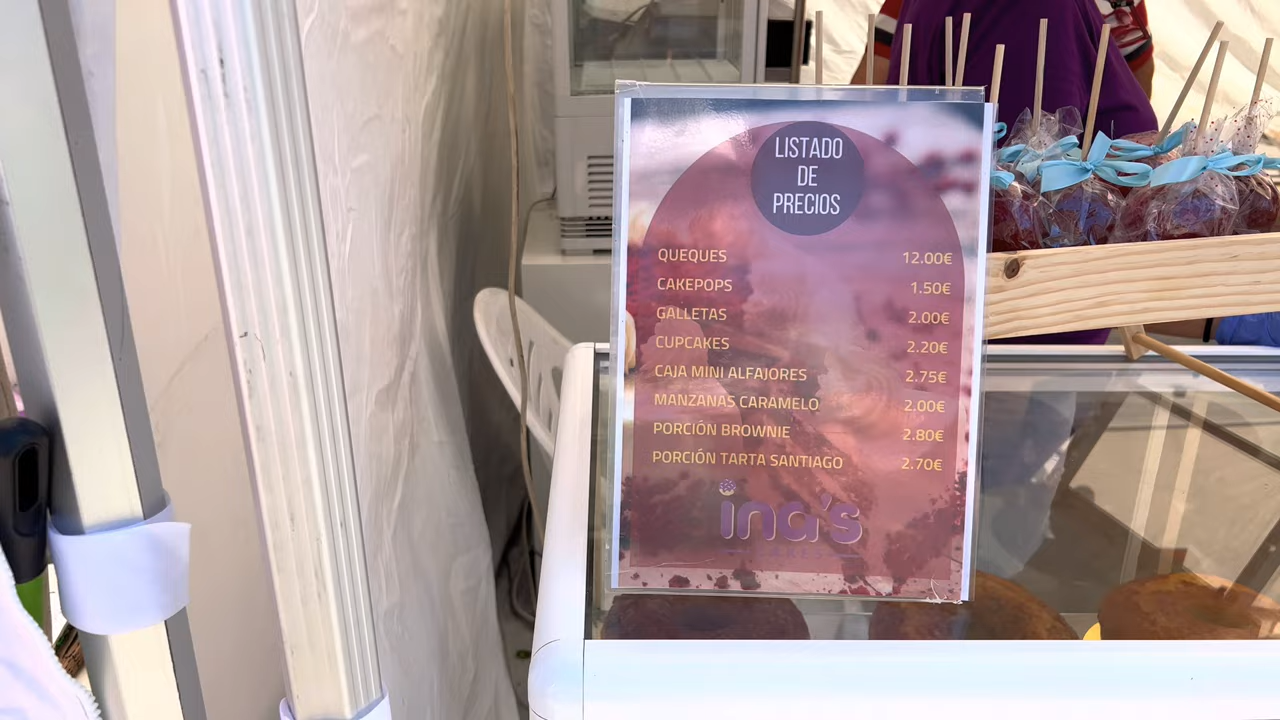 LISTADO
DE
PRECIOS
QUEQUES 12.00€
CAKEPOPS 1.50€
GALLETAS 2.00€
CUPCAKES 2.20€
CAJA MINI ALFAJORES 2.75€
MANZANAS CARAMELO 2.00€
PORCIÓN BROWNIE 2.80€
PORCIÓN TARTA SANTIAGO 2.70€
ina's
CAKES